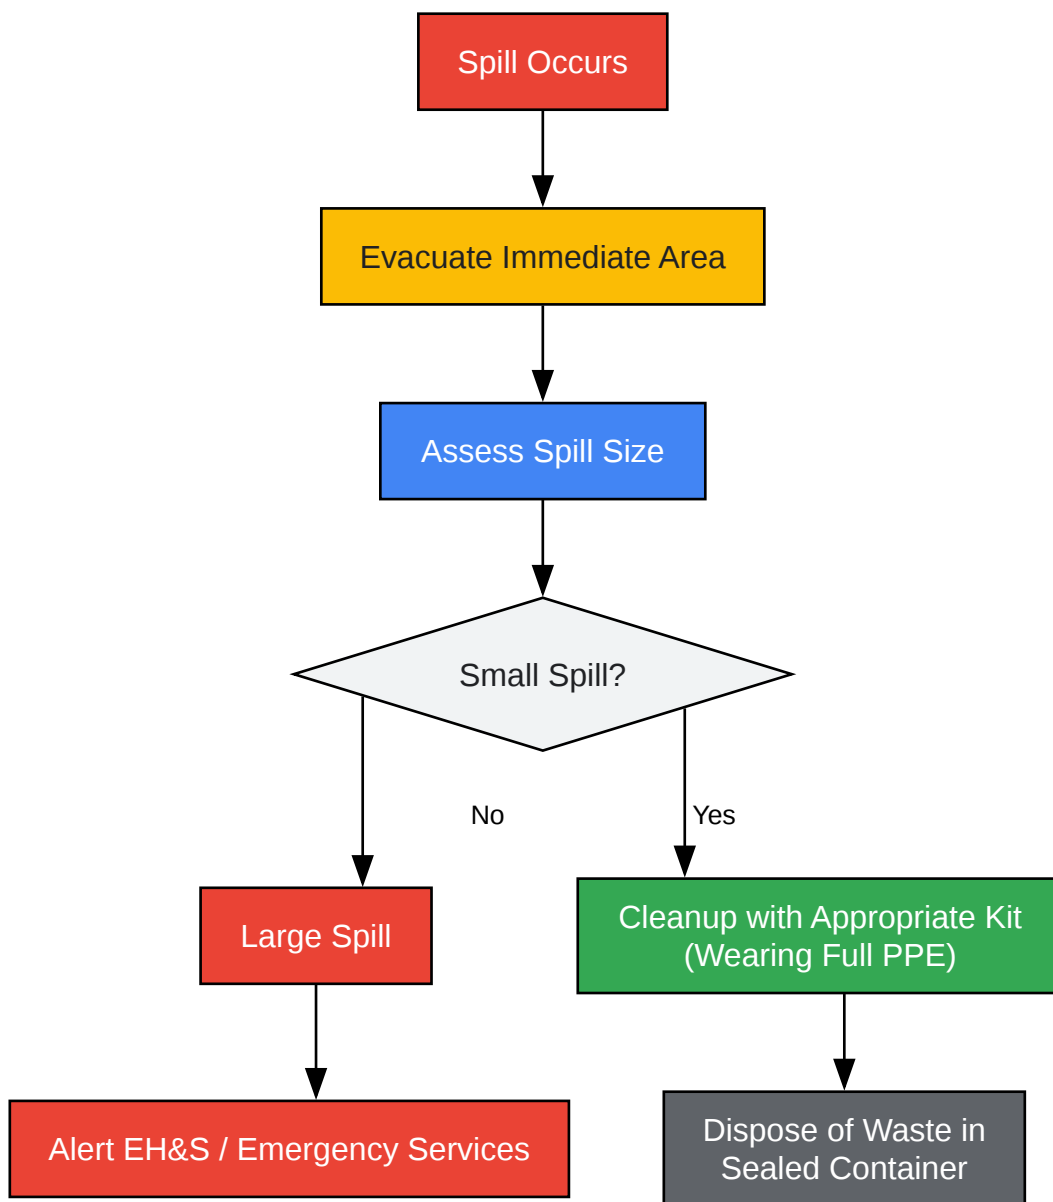 Spill Occurs
Evacuate Immediate Area
Assess Spill Size
Small Spill?
No
Yes
Large Spill
Cleanup with Appropriate Kit
(Wearing Full PPE)
Alert EH&S / Emergency Services
Dispose of Waste in
Sealed Container